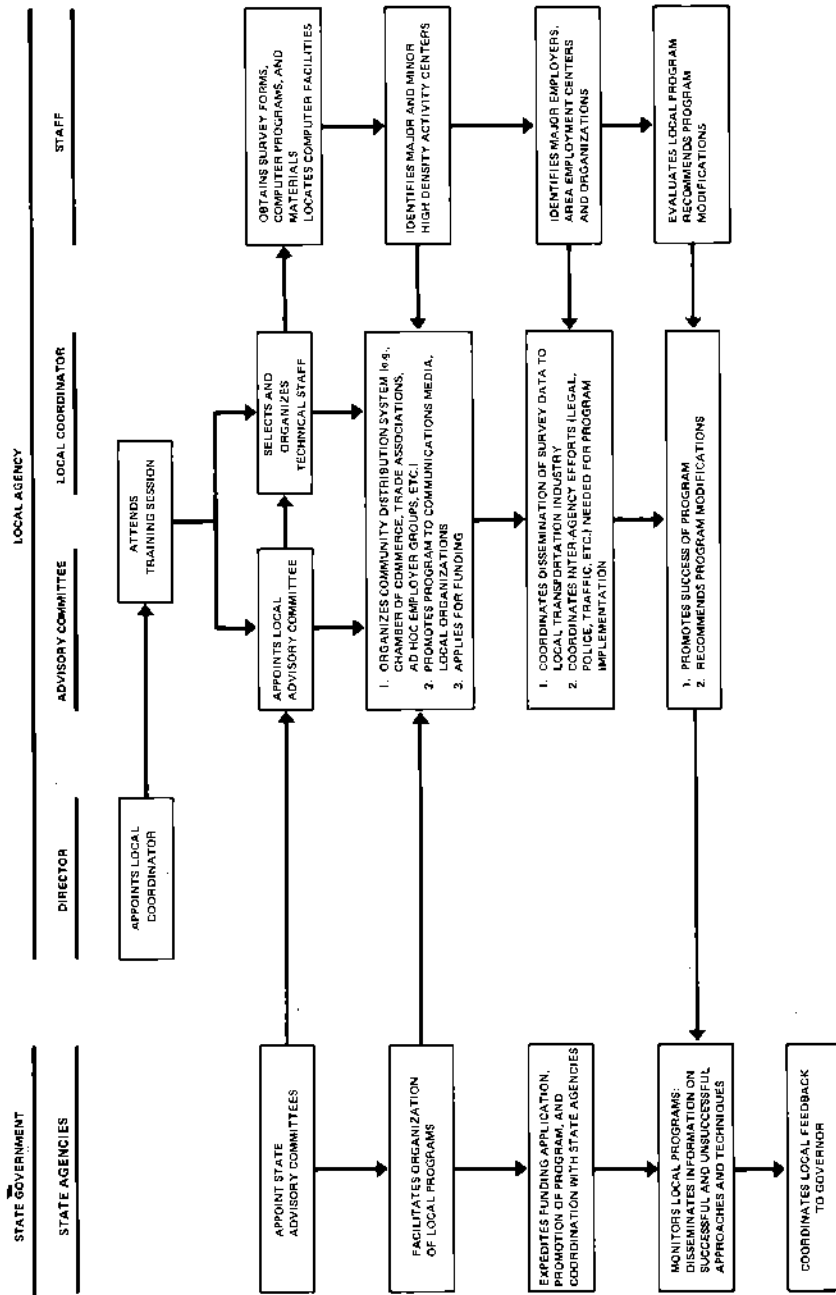 STATE GOVERNMENT
LOCAL AGENCY
STATE AGENCIES
DIRECTOR
ADVISORY COMMITTEE
LOCAL COORDINATOR
STAFF
APPOINTS LOCAL
COORDINATOR
ATTENDS
TRAINING SESSION
APPOINT STATE
ADVISORY COMMITTEES
APPOINTS LOCAL
ADVISORY COMMITTEE
SELECTS AND
ORGANIZES
TECHNICAL STAFF
OBTAINS SURVEY FORMS,
COMPUTER PROGRAMS, AND
MATERIALS
LOCATES COMPUTER FACILITIES
FACILITATES ORGANIZATION
OF LOCAL PROGRAMS
1. ORGANIZES COMMUNITY DISTRIBUTION SYSTEM (e.g.,
CHAMBER OF COMMERCE, TRADE ASSOCIATIONS,
AD HOC EMPLOYER GROUPS, ETC.)
2. PROMOTES PROGRAM TO COMMUNICATIONS MEDIA,
LOCAL ORGANIZATIONS
3. APPLIES FOR FUNDING
IDENTIFIES MAJOR AND MINOR
HIGH DENSITY ACTIVITY CENTERS
EXPEDITES FUNDING APPLICATION,
PROMOTION OF PROGRAM, AND
COORDINATION WITH STATE AGENCIES
1. COORDINATES DISSEMINATION OF SURVEY DATA TO
LOCAL TRANSPORTATION INDUSTRY
2. COORDINATES INTER-AGENCY EFFORTS (LEGAL,
POLICE, TRAFFIC, ETC.) NEEDED FOR PROGRAM
IMPLEMENTATION
IDENTIFIES MAJOR EMPLOYERS,
AREA EMPLOYMENT CENTERS
AND ORGANIZATIONS
MONITORS LOCAL PROGRAMS:
DISSEMINATES INFORMATION ON
SUCCESSFUL AND UNSUCCESSFUL
APPROACHES AND TECHNIQUES
1. PROMOTES SUCCESS OF PROGRAM
2. RECOMMENDS PROGRAM MODIFICATIONS
EVALUATES LOCAL PROGRAM
RECOMMENDS PROGRAM
MODIFICATIONS
COORDINATES LOCAL FEEDBACK
TO GOVERNOR